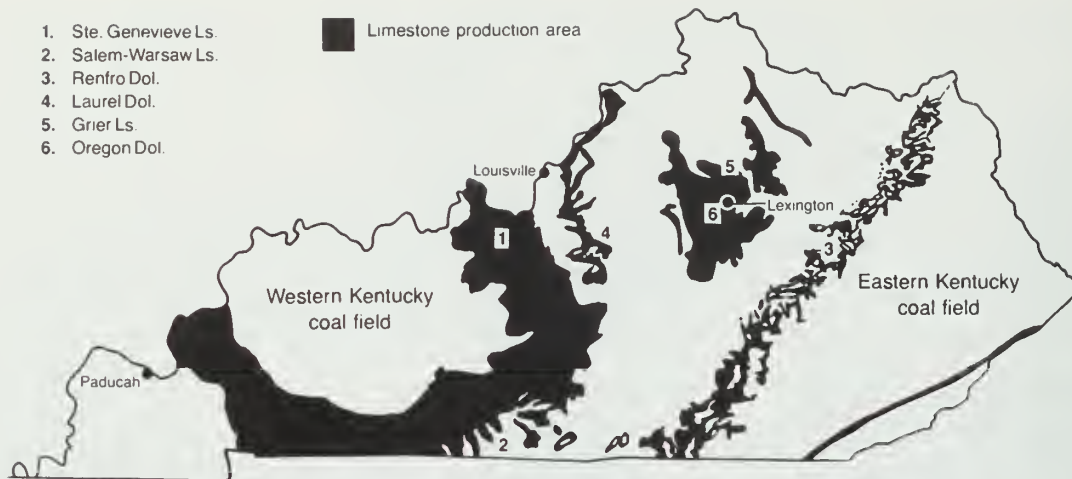 1. Ste. Genevieve Ls.
2. Salem-Warsaw Ls.
3. Renfro Dol.
4. Laurel Dol.
5. Grier Ls.
6. Oregon Dol.
Limestone production area
Louisville
5
6
Lexington
1
4
3
Western Kentucky
coal field
Eastern Kentucky
coal field
Paducah
2